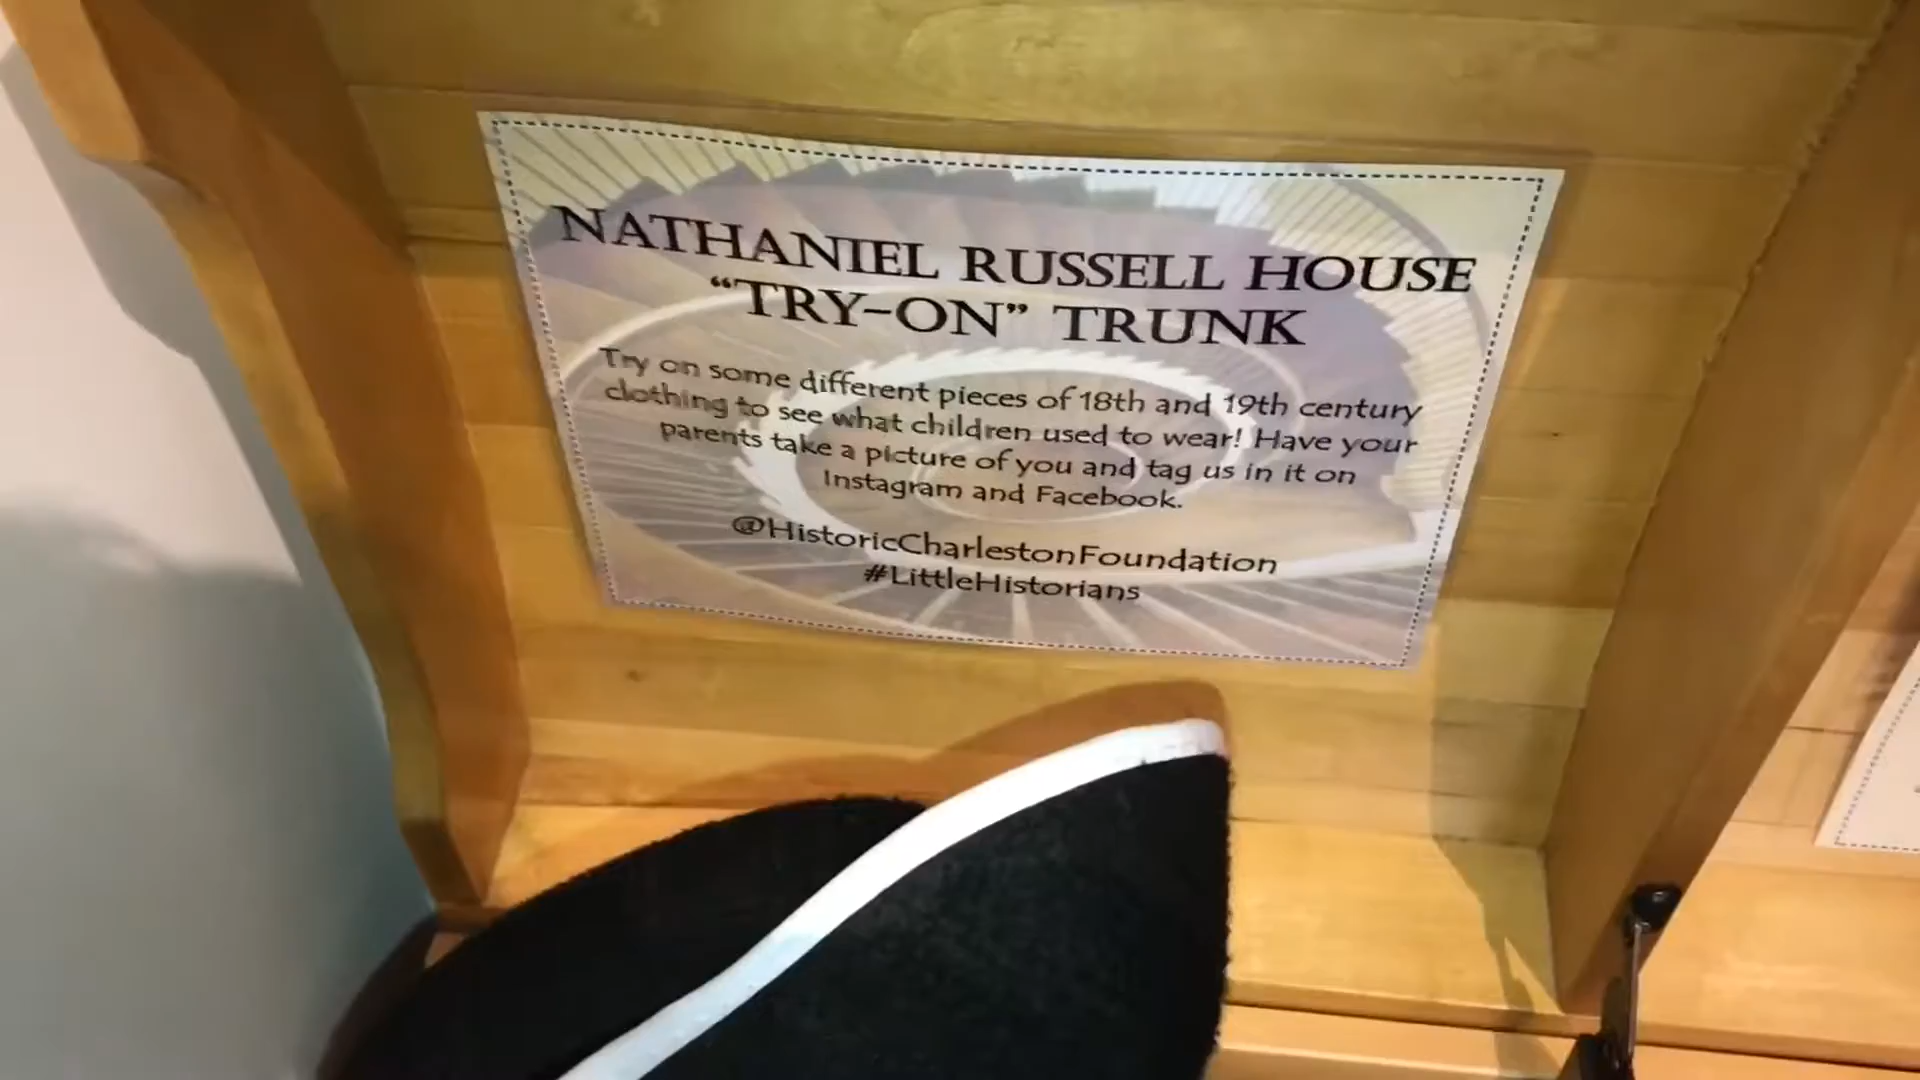 NATHANIEL RUSSELL HOUSE
“TRY-ON” TRUNK
Try on some different pieces of 18th and 19th century
clothing to see what children used to wear! Have your
parents take a picture of you and tag us in it on
Instagram and Facebook.
@HistoricCharlestonFoundation
#LittleHistorians